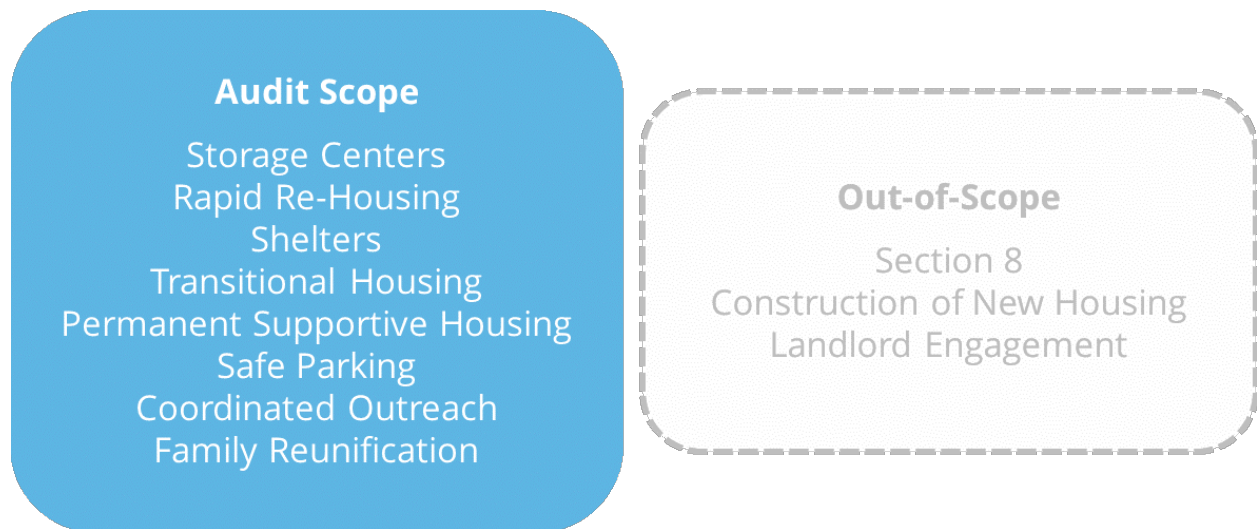 Audit Scope
Storage Centers
Rapid Re-Housing
Shelters
Transitional Housing
Permanent Supportive Housing
Safe Parking
Coordinated Outreach
Family Reunification
Out-of-Scope
Section 8
Construction of New Housing
Landlord Engagement